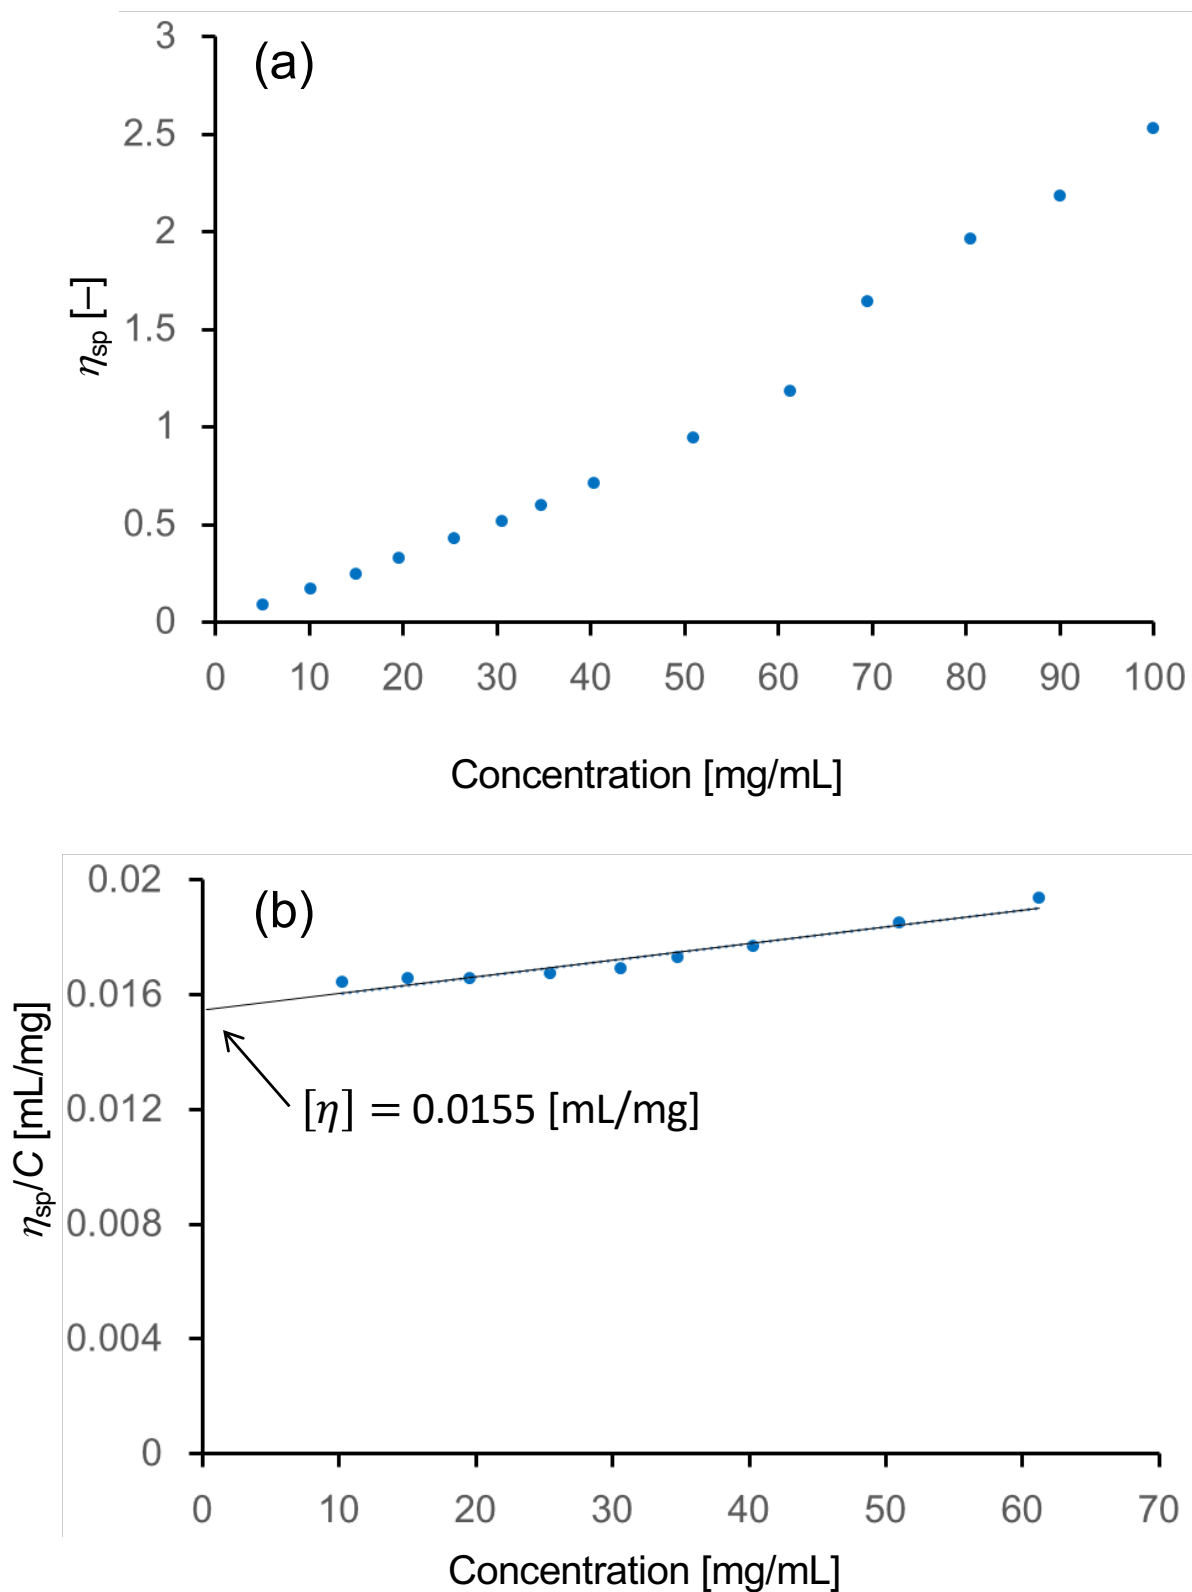 (a)
3
2.5
2
1.5
1
0.5
0
η_sp [–]
0 10 20 30 40 50 60 70 80 90 100
Concentration [mg/mL]
(b)
0.02
0.016
0.012
0.008
0.004
0
η_sp/C [mL/mg]
[η] = 0.0155 [mL/mg]
0 10 20 30 40 50 60 70
Concentration [mg/mL]